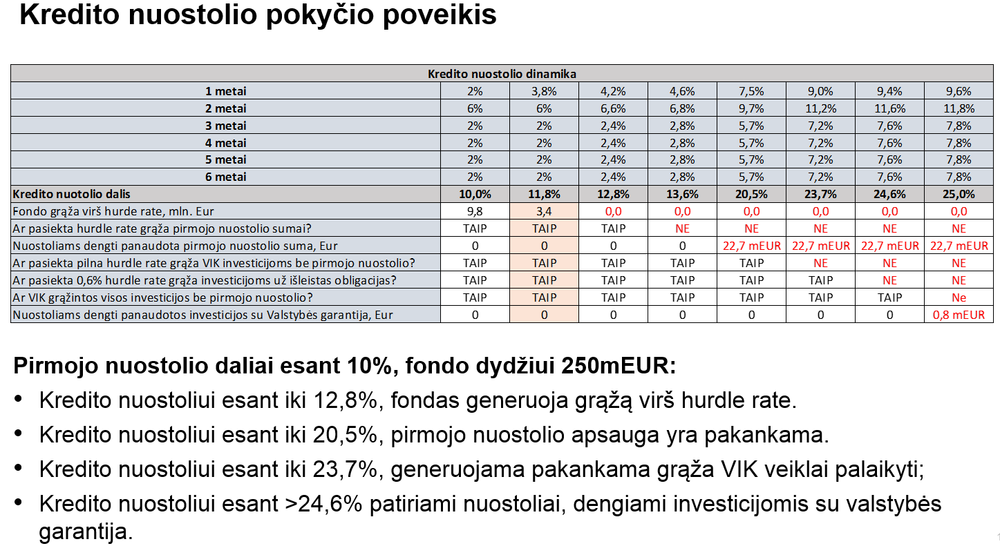 Kredito nuostolio pokyčio poveikis
Kredito nuostolio dinamika
1 metai 2% 3,8% 4,2% 4,6% 7,5% 9,0% 9,4% 9,6%
2 metai 6% 6% 6,6% 6,8% 9,7% 11,2% 11,6% 11,8%
3 metai 2% 2% 2,4% 2,8% 5,7% 7,2% 7,6% 7,8%
4 metai 2% 2% 2,4% 2,8% 5,7% 7,2% 7,6% 7,8%
5 metai 2% 2% 2,4% 2,8% 5,7% 7,2% 7,6% 7,8%
6 metai 2% 2% 2,4% 2,8% 5,7% 7,2% 7,6% 7,8%
Kredito nuotolio dalis 10,0% 11,8% 12,8% 13,6% 20,5% 23,7% 24,6% 25,0%
Fondo grąža virš hurde rate, mln. Eur 9,8 3,4 0,0 0,0 0,0 0,0 0,0 0,0
Ar pasiekta hurdle rate grąža pirmojo nuostolio sumai? TAIP TAIP TAIP NE NE NE NE NE
Nuostoliams dengti panaudota pirmojo nuostolio suma, Eur 0 0 0 0 22,7 mEUR 22,7 mEUR 22,7 mEUR 22,7 mEUR
Ar pasiekta pilna hurdle rate grąža VIK investicijoms be pirmojo nuostolio? TAIP TAIP TAIP TAIP TAIP NE NE NE
Ar pasiekta 0,6% hurdle rate grąža investicijoms už išleistas obligacijas? TAIP TAIP TAIP TAIP TAIP TAIP NE NE
Ar VIK grąžintos visos investicijos be pirmojo nuostolio? TAIP TAIP TAIP TAIP TAIP TAIP TAIP Ne
Nuostoliams dengti panaudotos investicijos su Valstybės garantija, Eur 0 0 0 0 0 0 0 0,8 mEUR
Pirmojo nuostolio daliai esant 10%, fondo dydžiui 250mEUR:
• Kredito nuostoliui esant iki 12,8%, fondas generuoja grąžą virš hurdle rate.
• Kredito nuostoliui esant iki 20,5%, pirmojo nuostolio apsauga yra pakankama.
• Kredito nuostoliui esant iki 23,7%, generuojama pakankama grąža VIK veiklai palaikyti;
• Kredito nuostoliui esant >24,6% patiriami nuostoliai, dengiami investicijomis su valstybės
garantija.